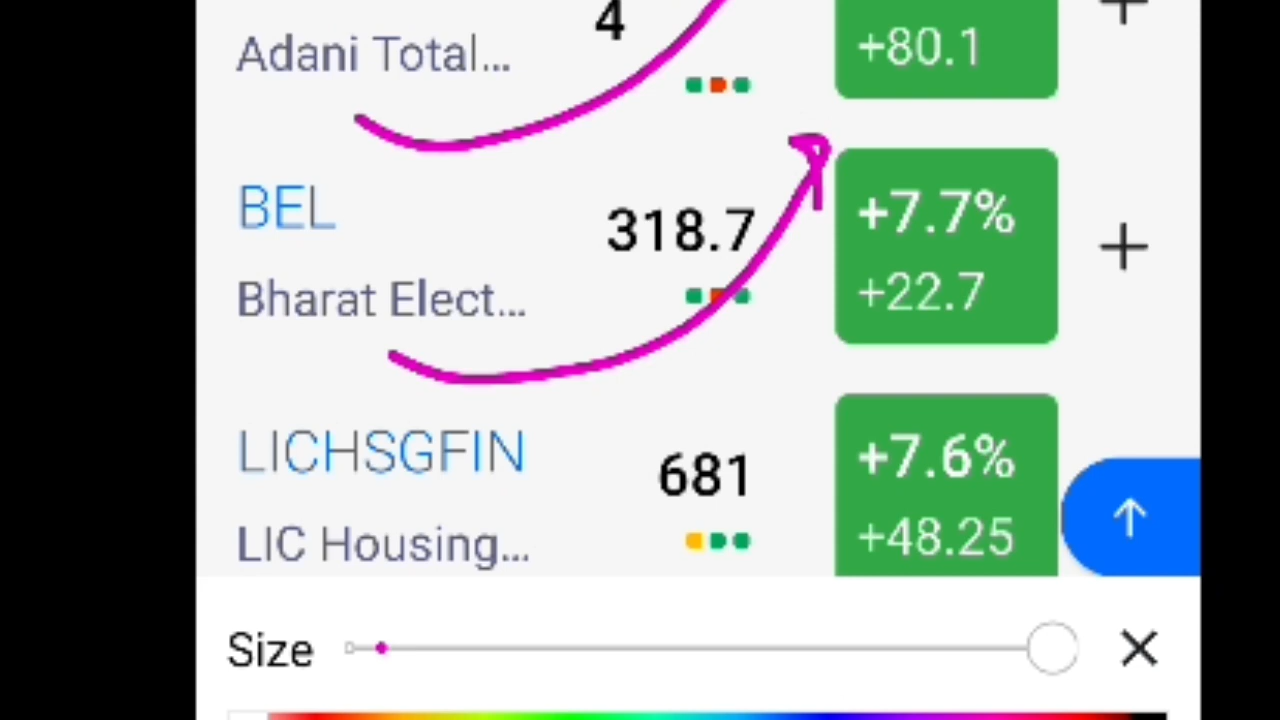 4
Adani Total...
+80.1
BEL
318.7
+7.7%
Bharat Elect...
+22.7
LICHSGFIN
681
+7.6%
LIC Housing...
+48.25
Size